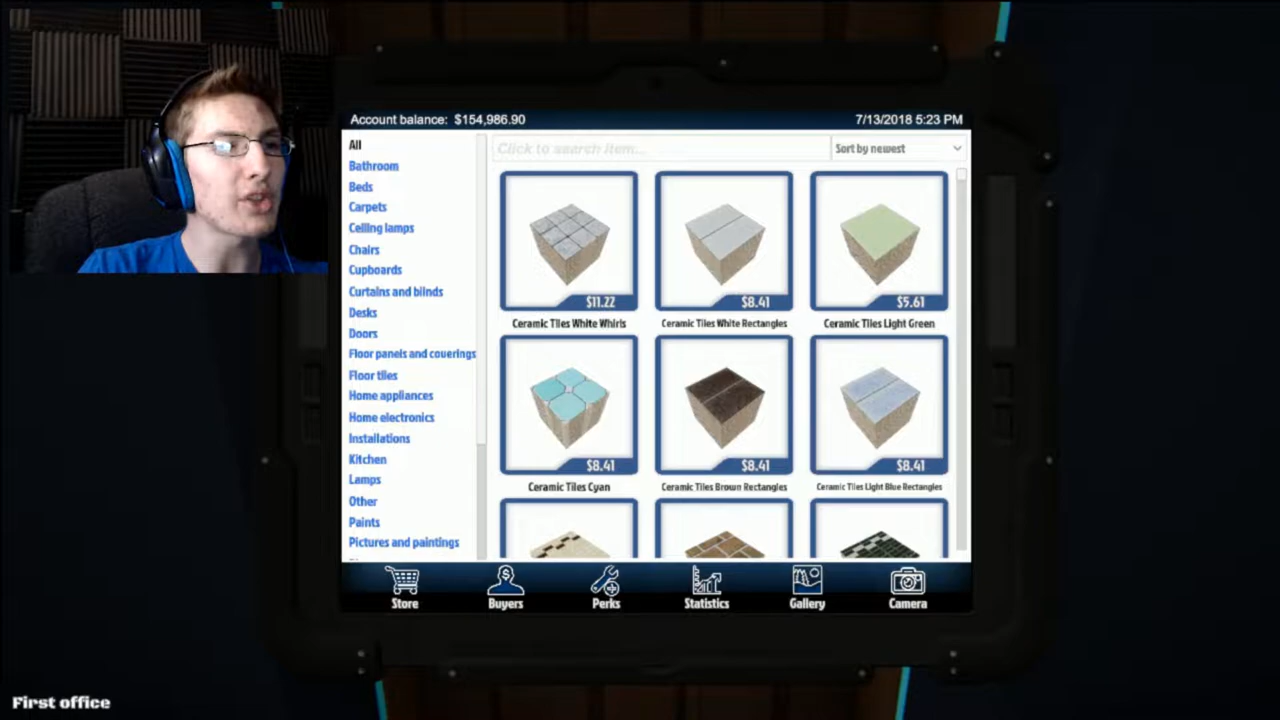 Account balance: $154,986.90
7/13/2018 5:23 PM
All
Bathroom
Beds
Carpets
Ceiling lamps
Chairs
Cupboards
Curtains and blinds
Desks
Doors
Floor panels and coverings
Floor tiles
Home appliances
Home electronics
Installations
Kitchen
Lamps
Other
Paints
Pictures and paintings
Click to search item...
Sort by newest
$11.22
$8.41
$5.61
Ceramic Tiles White Whirls
Ceramic Tiles White Rectangles
Ceramic Tiles Light Green
$8.41
$8.41
$8.41
Ceramic Tiles Cyan
Ceramic Tiles Brown Rectangles
Ceramic Tiles Light Blue Rectangles
Store
Buyers
Perks
Statistics
Gallery
Camera
First office